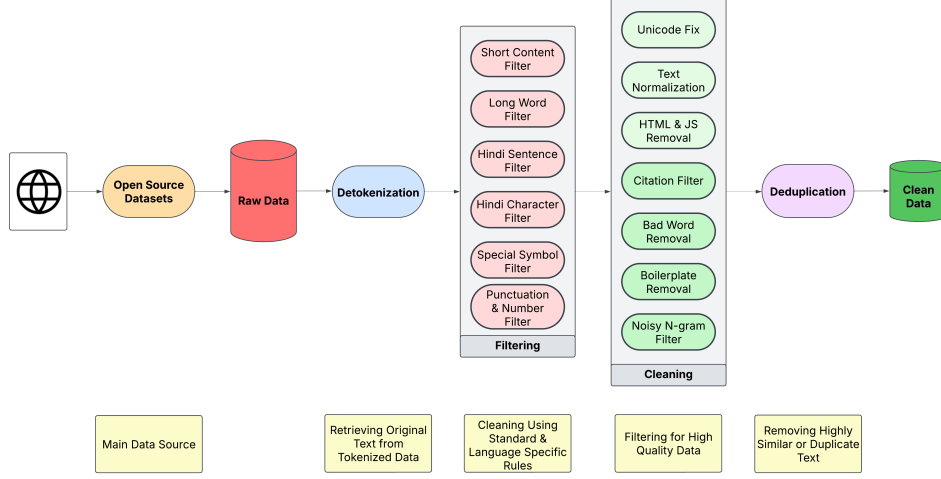 Open Source
Datasets
Raw Data
Detokenization
Short Content
Filter
Long Word
Filter
Hindi Sentence
Filter
Hindi Character
Filter
Special Symbol
Filter
Punctuation
& Number
Filter
Filtering
Unicode Fix
Text
Normalization
HTML & JS
Removal
Citation Filter
Bad Word
Removal
Boilerplate
Removal
Noisy N-gram
Filter
Cleaning
Deduplication
Clean
Data
Main Data Source
Retrieving Original
Text from
Tokenized Data
Cleaning Using
Standard &
Language Specific
Rules
Filtering for High
Quality Data
Removing Highly
Similar or Duplicate
Text